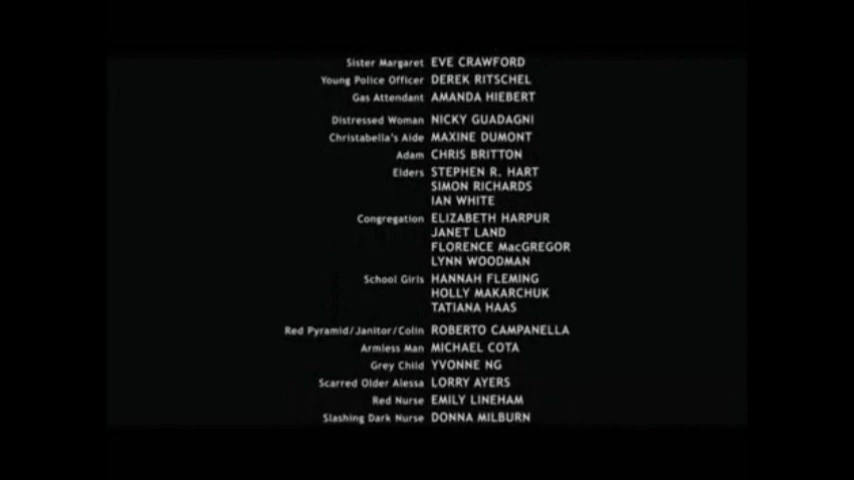 Sister Margaret EVE CRAWFORD
Young Police Officer DEREK RITSCHEL
Gas Attendant AMANDA HIEBERT
Distressed Woman NICKY GUADAGNI
Christabella's Aide MAXINE DUMONT
Adam CHRIS BRITTON
Elders STEPHEN R. HART
SIMON RICHARDS
IAN WHITE
Congregation ELIZABETH HARPUR
JANET LAND
FLORENCE MacGREGOR
LYNN WOODMAN
School Girls HANNAH FLEMING
HOLLY MAKARCHUK
TATIANA HAAS
Red Pyramid/Janitor/Colin ROBERTO CAMPANELLA
Armless Man MICHAEL COTA
Grey Child YVONNE NG
Scarred Older Alessa LORRY AYERS
Red Nurse EMILY LINEHAM
Slashing Dark Nurse DONNA MILBURN